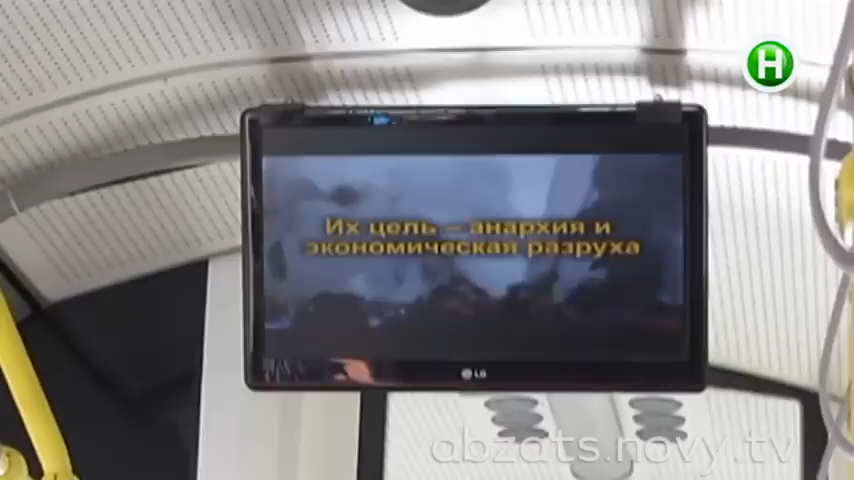 H
Их цель – анархия и
экономическая разруха
LG
abzats.novy.tv